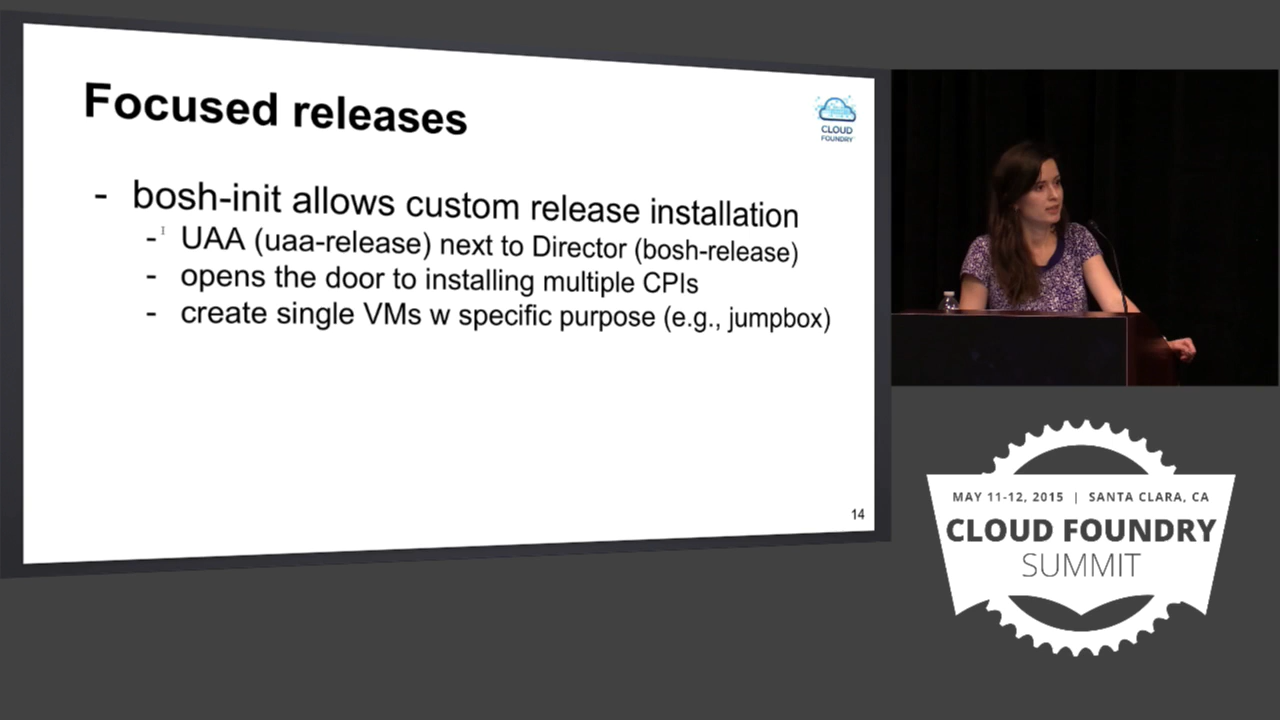 Focused releases
CLOUD
FOUNDRY
- bosh-init allows custom release installation
- UAA (uaa-release) next to Director (bosh-release)
- opens the door to installing multiple CPIs
- create single VMs w specific purpose (e.g., jumpbox)
14
MAY 11-12, 2015 | SANTA CLARA, CA
CLOUD FOUNDRY
SUMMIT